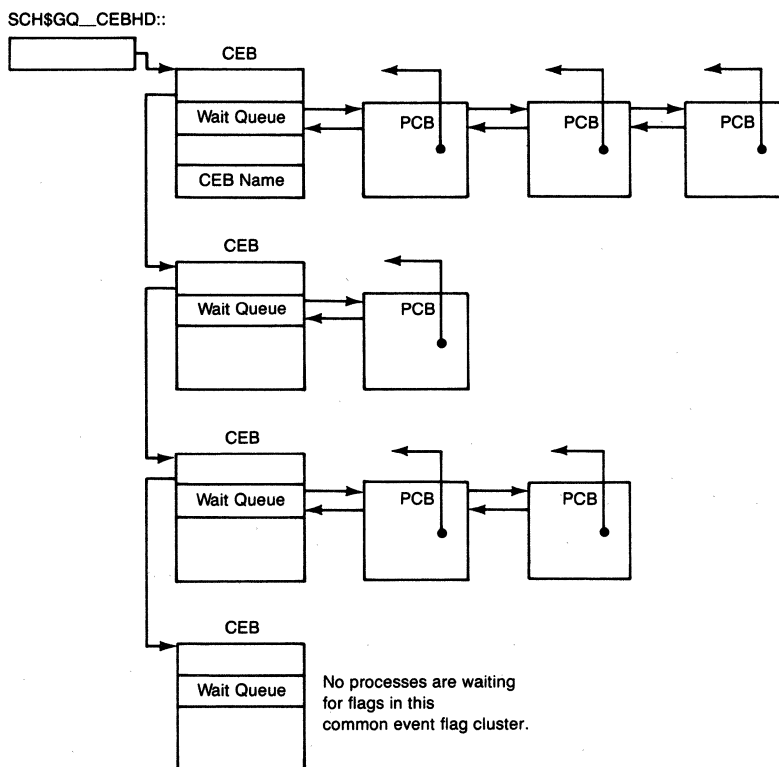 SCH$GQ__CEBHD::
CEB
Wait Queue
CEB Name
PCB
PCB
PCB
CEB
Wait Queue
PCB
CEB
Wait Queue
PCB
PCB
CEB
Wait Queue
No processes are waiting
for flags in this
common event flag cluster.